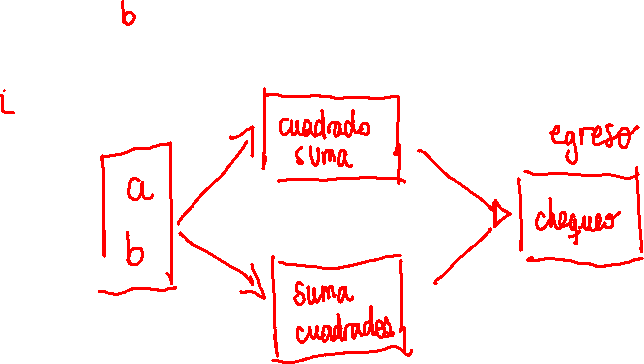 b
i
cuadrado
suma
egreso
a
b
chequeo
suma
cuadrados